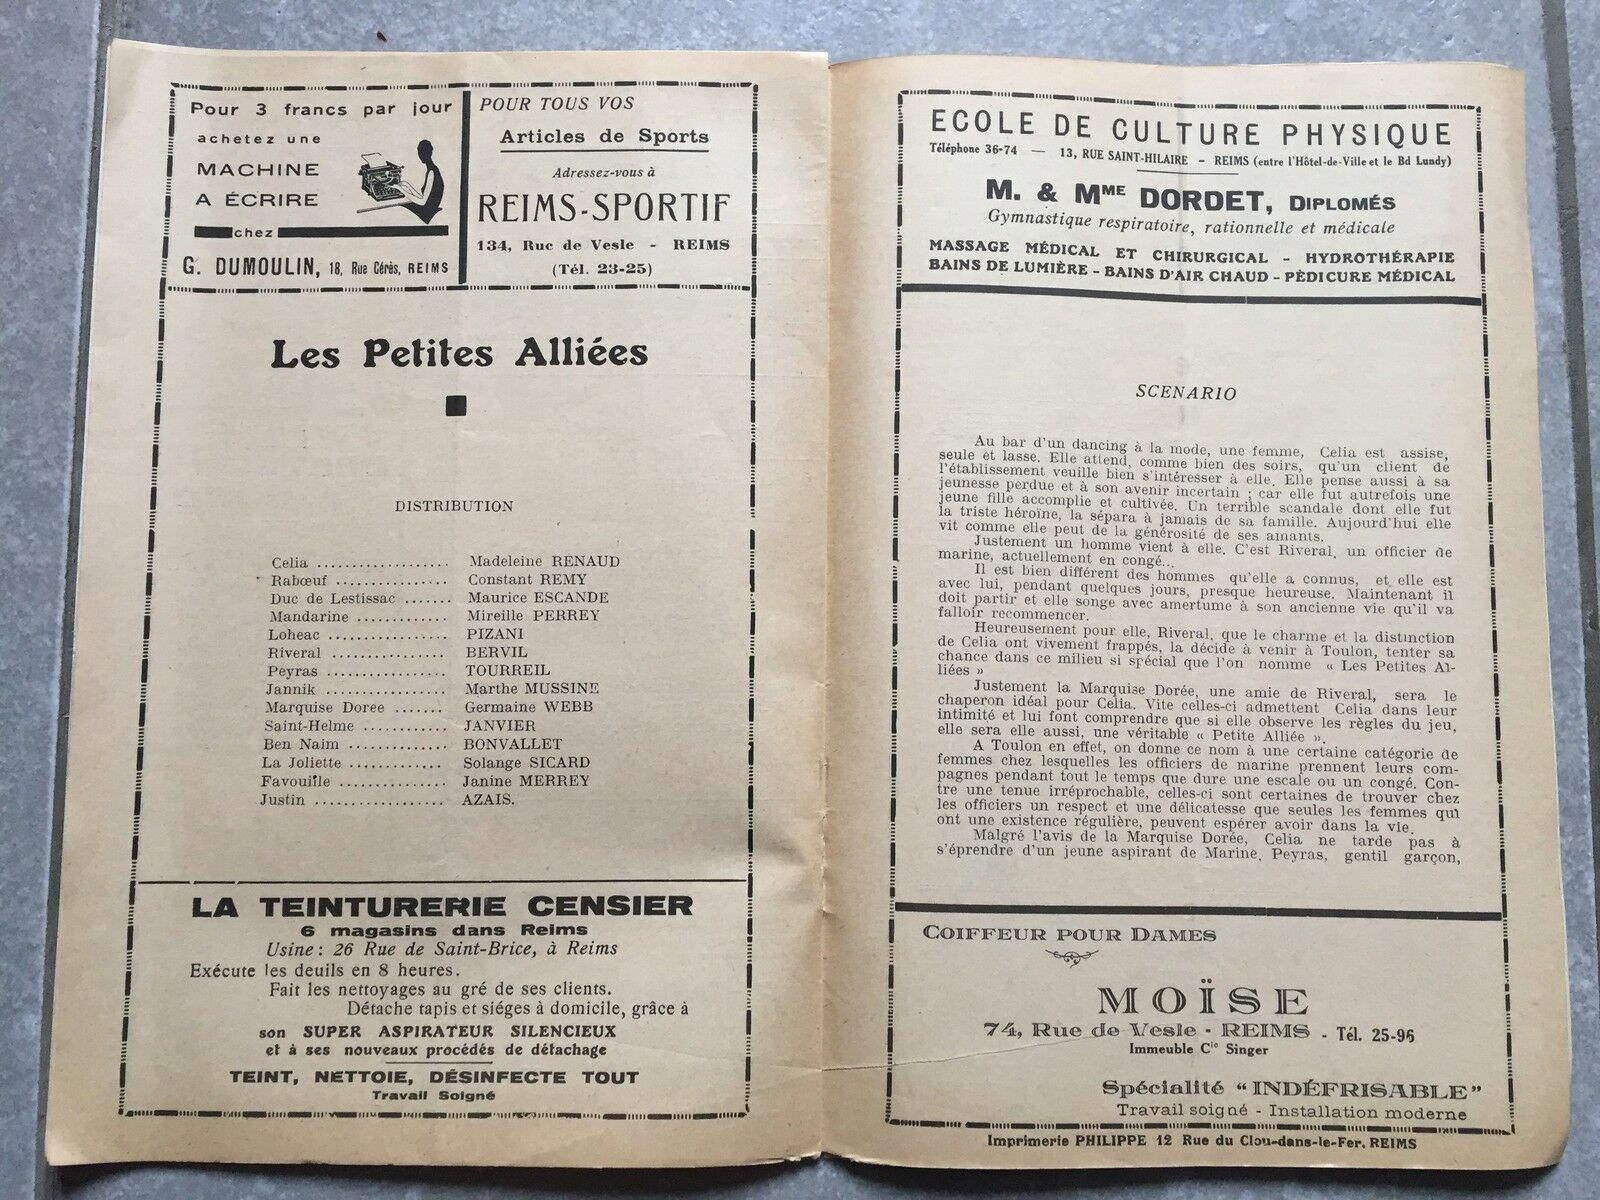 Pour 3 francs par jour
achetez une
MACHINE
A ÉCRIRE
chez
G. DUMOULIN, 18, Rue Cérès, REIMS
POUR TOUS VOS
Articles de Sports
Adressez-vous à
REIMS-SPORTIF
134, Ruc de Vesle - REIMS
(Tél. 23-25)
Les Petites Alliées
DISTRIBUTION
Celia .................. Madeleine RENAUD
Rabœuf ............... Constant REMY
Duc de Lestissac ....... Maurice ESCANDE
Mandarine ............. Mireille PERREY
Loheac ................. PIZANI
Riveral ................ BERVIL
Peyras ................. TOURREIL
Jannik ................. Marthe MUSSINE
Marquise Doree ....... Germaine WEBB
Saint-Helme ............ JANVIER
Ben Naim ............... BONVALLET
La Joliette ............. Solange SICARD
Favouille ............... Janine MERREY
Justin ................... AZAIS.
LA TEINTURERIE CENSIER
6 magasins dans Reims
Usine : 26 Rue de Saint-Brice, à Reims
Exécute les deuils en 8 heures.
Fait les nettoyages au gré de ses clients.
Détache tapis et siéges à domicile, grâce à
son SUPER ASPIRATEUR SILENCIEUX
et à ses nouveaux procédés de détachage
TEINT, NETTOIE, DÉSINFECTE TOUT
Travail Soigné
ECOLE DE CULTURE PHYSIQUE
Téléphone 36-74 — 13, RUE SAINT-HILAIRE - REIMS (entre l'Hôtel-de-Ville et le Bd Lundy)
M. & MME DORDET, DIPLOMÉS
Gymnastique respiratoire, rationnelle et médicale
MASSAGE MÉDICAL ET CHIRURGICAL - HYDROTHÉRAPIE
BAINS DE LUMIÈRE - BAINS D'AIR CHAUD - PÈDICURE MÉDICAL
SCENARIO
Au bar d'un dancing à la mode, une femme, Celia est assise,
seule et lasse. Elle attend, comme bien des soirs, qu'un client de
l'établissement veuille bien s'intéresser à elle. Elle pense aussi à sa
jeunesse perdue et à son avenir incertain ; car elle fut autrefois une
jeune fille accomplie et cultivée. Un terrible scandale dont elle fut
la triste héroïne, la sépara à jamais de sa famille. Aujourd'hui elle
vit comme elle peut de la générosité de ses amants.
Justement un homme vient à elle. C'est Riveral, un officier de
marine, actuellement en congé...
Il est bien différent des hommes qu'elle a connus, et elle est
avec lui, pendant quelques jours, presque heureuse. Maintenant il
doit partir et elle songe avec amertume à son ancienne vie qu'il va
falloir recommencer.
Heureusement pour elle, Riveral, que le charme et la distinction
de Celia ont vivement frappés, la décide à venir à Toulon, tenter sa
chance dans ce milieu si spécial que l'on nomme « Les Petites Al-
liées »
Justement la Marquise Dorée, une amie de Riveral, sera le
chaperon idéal pour Celia. Vite celles-ci admettent Celia dans leur
intimité et lui font comprendre que si elle observe les règles du jeu,
elle sera elle aussi, une véritable « Petite Alliée ».
A Toulon en effet, on donne ce nom à une certaine catégorie de
femmes chez lesquelles les officiers de marine prennent leurs com-
pagnes pendant tout le temps que dure une escale ou un congé. Con-
tre une tenue irréprochable, celles-ci sont certaines de trouver chez
les officiers un respect et une délicatesse que seules les femmes qui
ont une existence régulière, peuvent espérer avoir dans la vie.
Malgré l'avis de la Marquise Dorée, Celia ne tarde pas à
s'éprendre d'un jeune aspirant de Marine, Peyras, gentil garçon,
COIFFEUR POUR DAMES
MOÏSE
74, Rue de Vesle - REIMS - Tél. 25-96
Immeuble Cie Singer
Spécialité "INDÉFRISABLE"
Travail soigné - Installation moderne
Imprimerie PHILIPPE 12 Rue du Clou-dans-le-Fer, REIMS